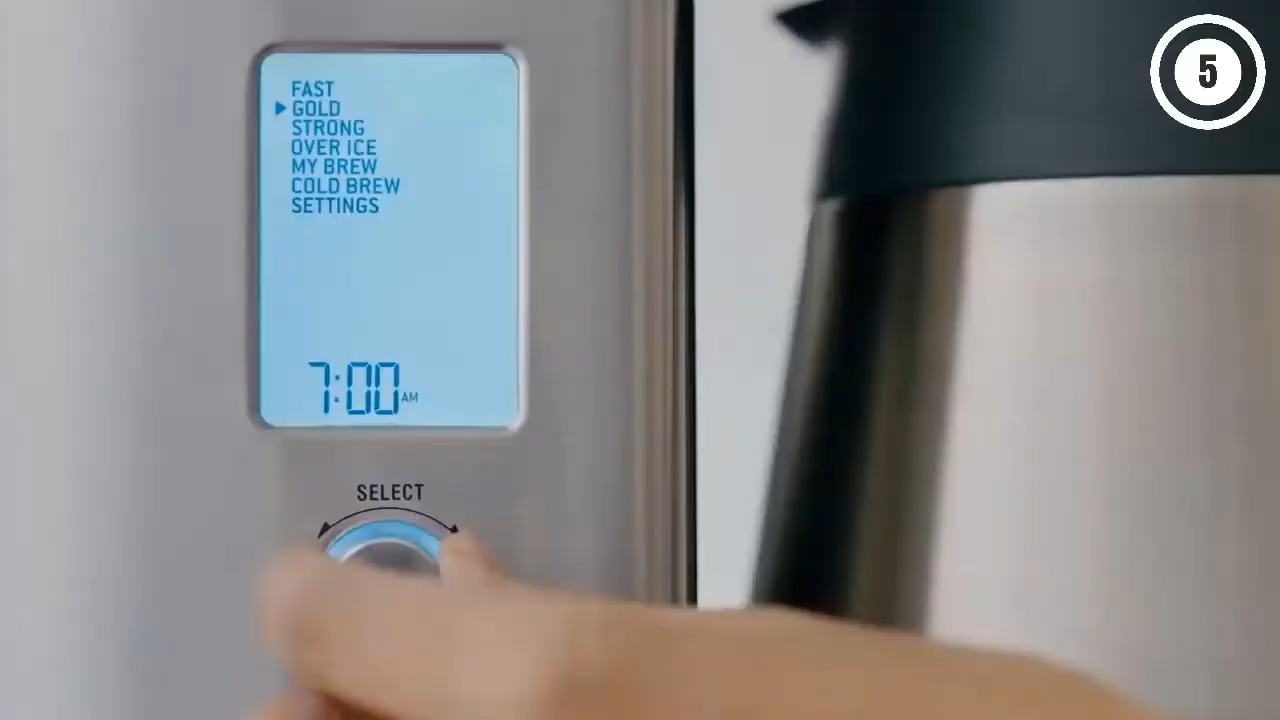 5
FAST
GOLD
STRONG
OVER ICE
MY BREW
COLD BREW
SETTINGS
7:00 AM
SELECT